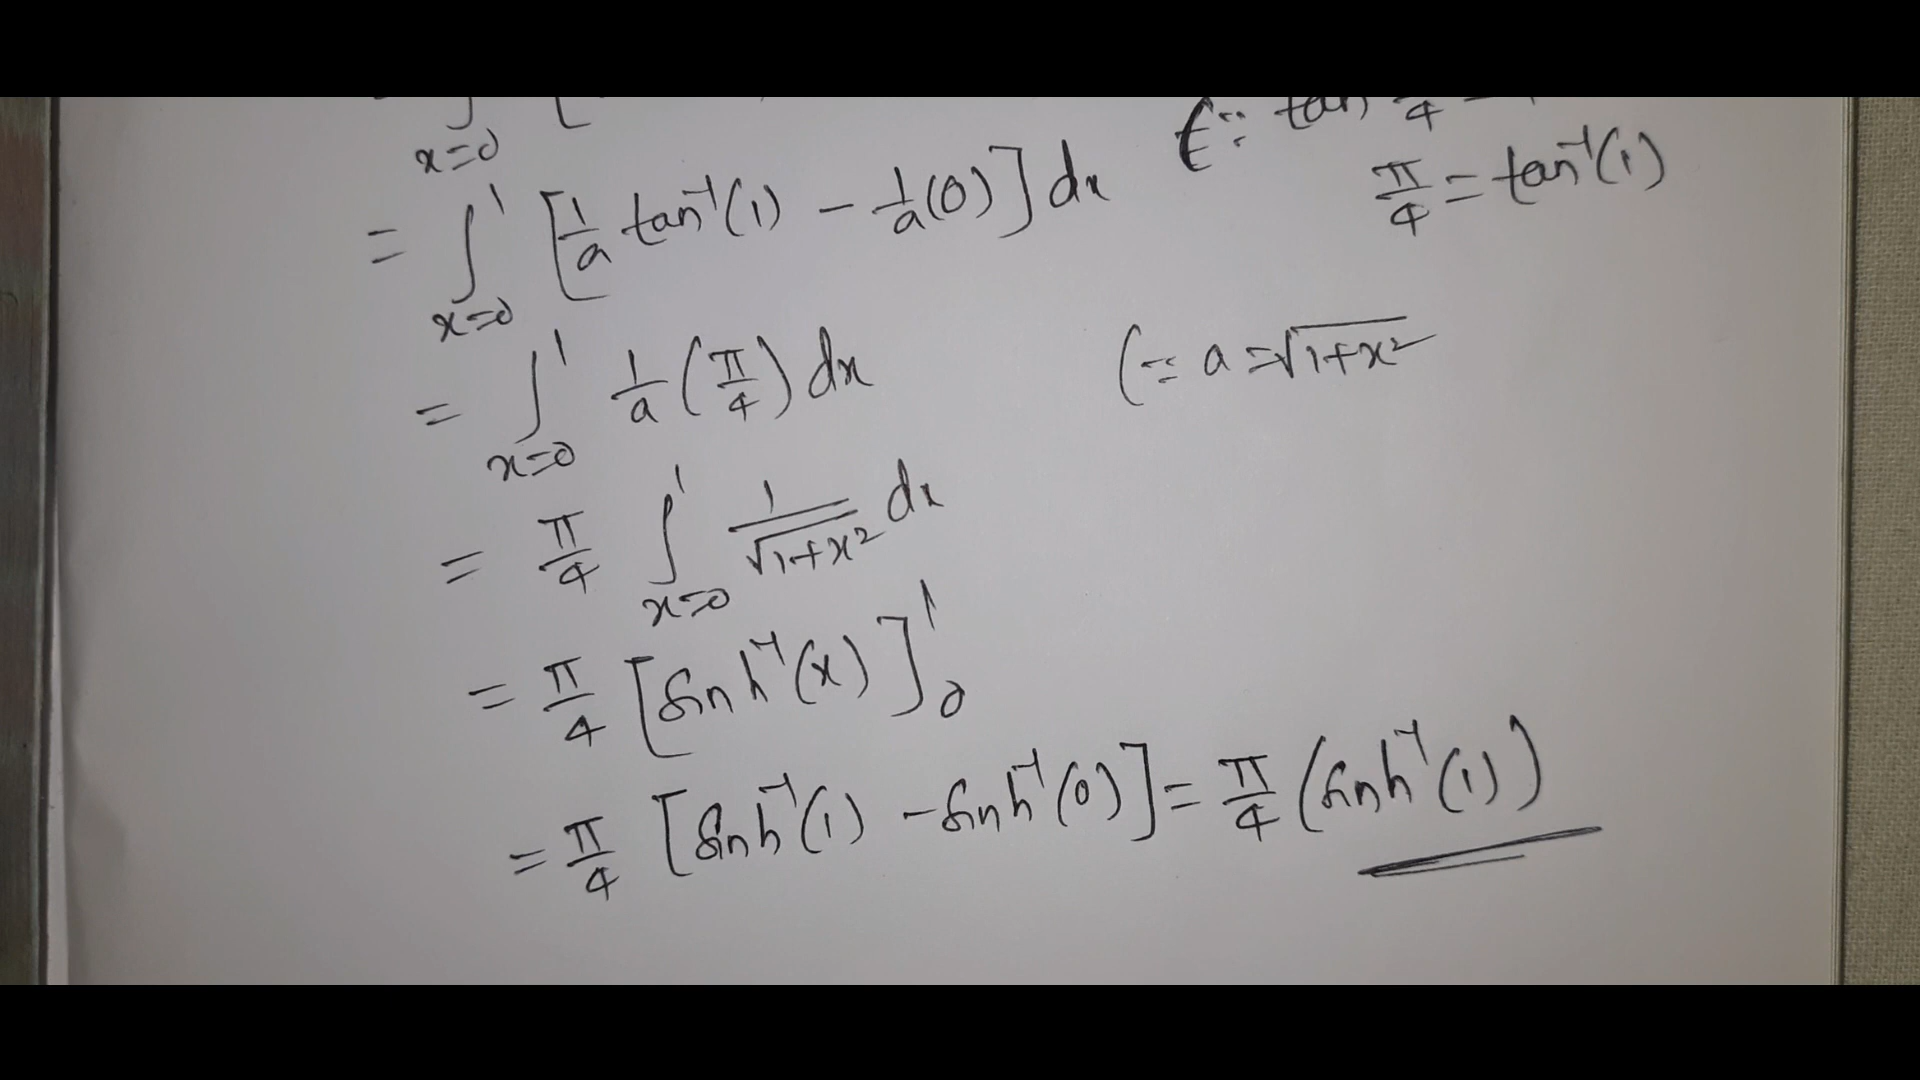 x=0
(∵ tan π/4 = 1
= ∫_{x=0}^{1} [1/a tan⁻¹(1) - 1/a(0)] dx
π/4 = tan⁻¹(1)
= ∫_{x=0}^{1} 1/a (π/4) dx
(∵ a = √1+x²
= π/4 ∫_{x=0}^{1} 1/√1+x² dx
= π/4 [sinh⁻¹(x)]_{0}^{1}
= π/4 [sinh⁻¹(1) - sinh⁻¹(0)] = π/4 (sinh⁻¹(1))